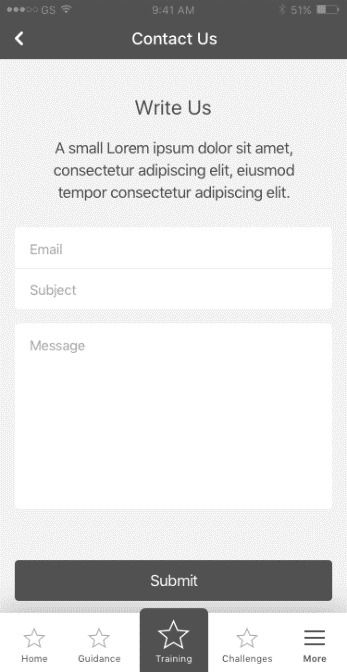 GS 9:41 AM 51%
Contact Us
Write Us
A small Lorem ipsum dolor sit amet,
consectetur adipiscing elit, eiusmod
tempor consectetur adipiscing elit.
Email
Subject
Message
Submit
Home Guidance Training Challenges More